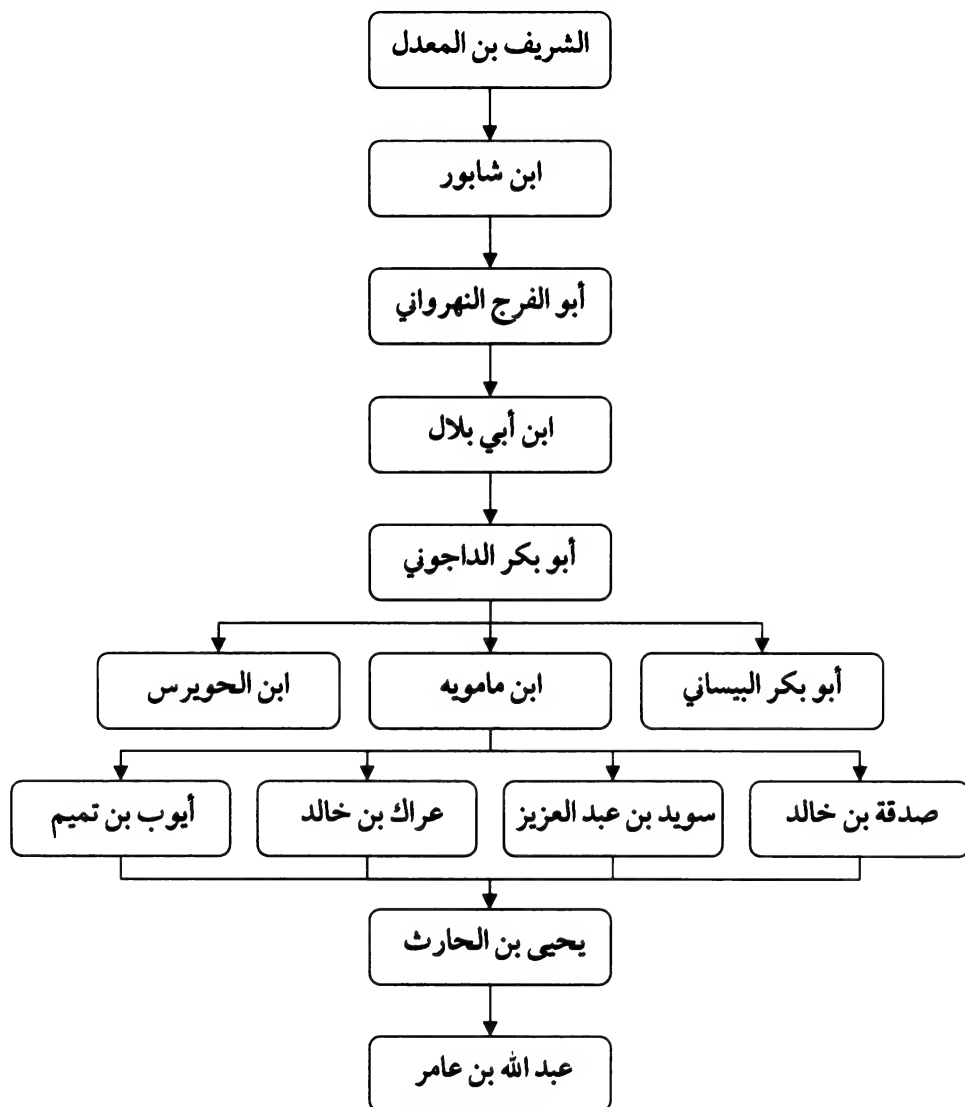 الشريف بن المعدل
ابن شابور
أبو الفرج النهرواني
ابن أبي بلال
أبو بكر الداجوني
أبو بكر البيساني
ابن مامويه
ابن الحويرس
صدقة بن خالد
سويد بن عبد العزيز
عراك بن خالد
أيوب بن تميم
يحيى بن الحارث
عبد الله بن عامر